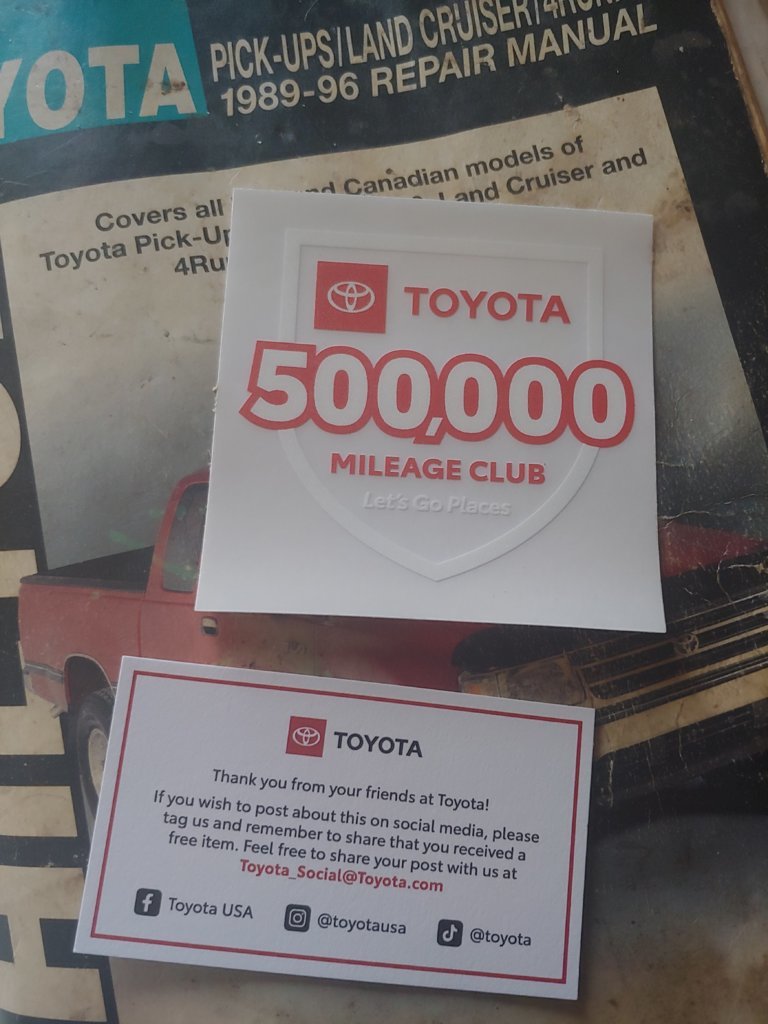 YOTA
PICK-UPS/LAND CRUISER/4RUN
1989-96 REPAIR MANUAL
Covers all nd Canadian models of
Toyota Pick-Up Land Cruiser and
4Ru
TOYOTA
500,000
MILEAGE CLUB
Let's Go Places
TOYOTA
Thank you from your friends at Toyota!
If you wish to post about this on social media, please
tag us and remember to share that you received a
free item. Feel free to share your post with us at
Toyota_Social@Toyota.com
Toyota USA @toyotausa @toyota
HILTO